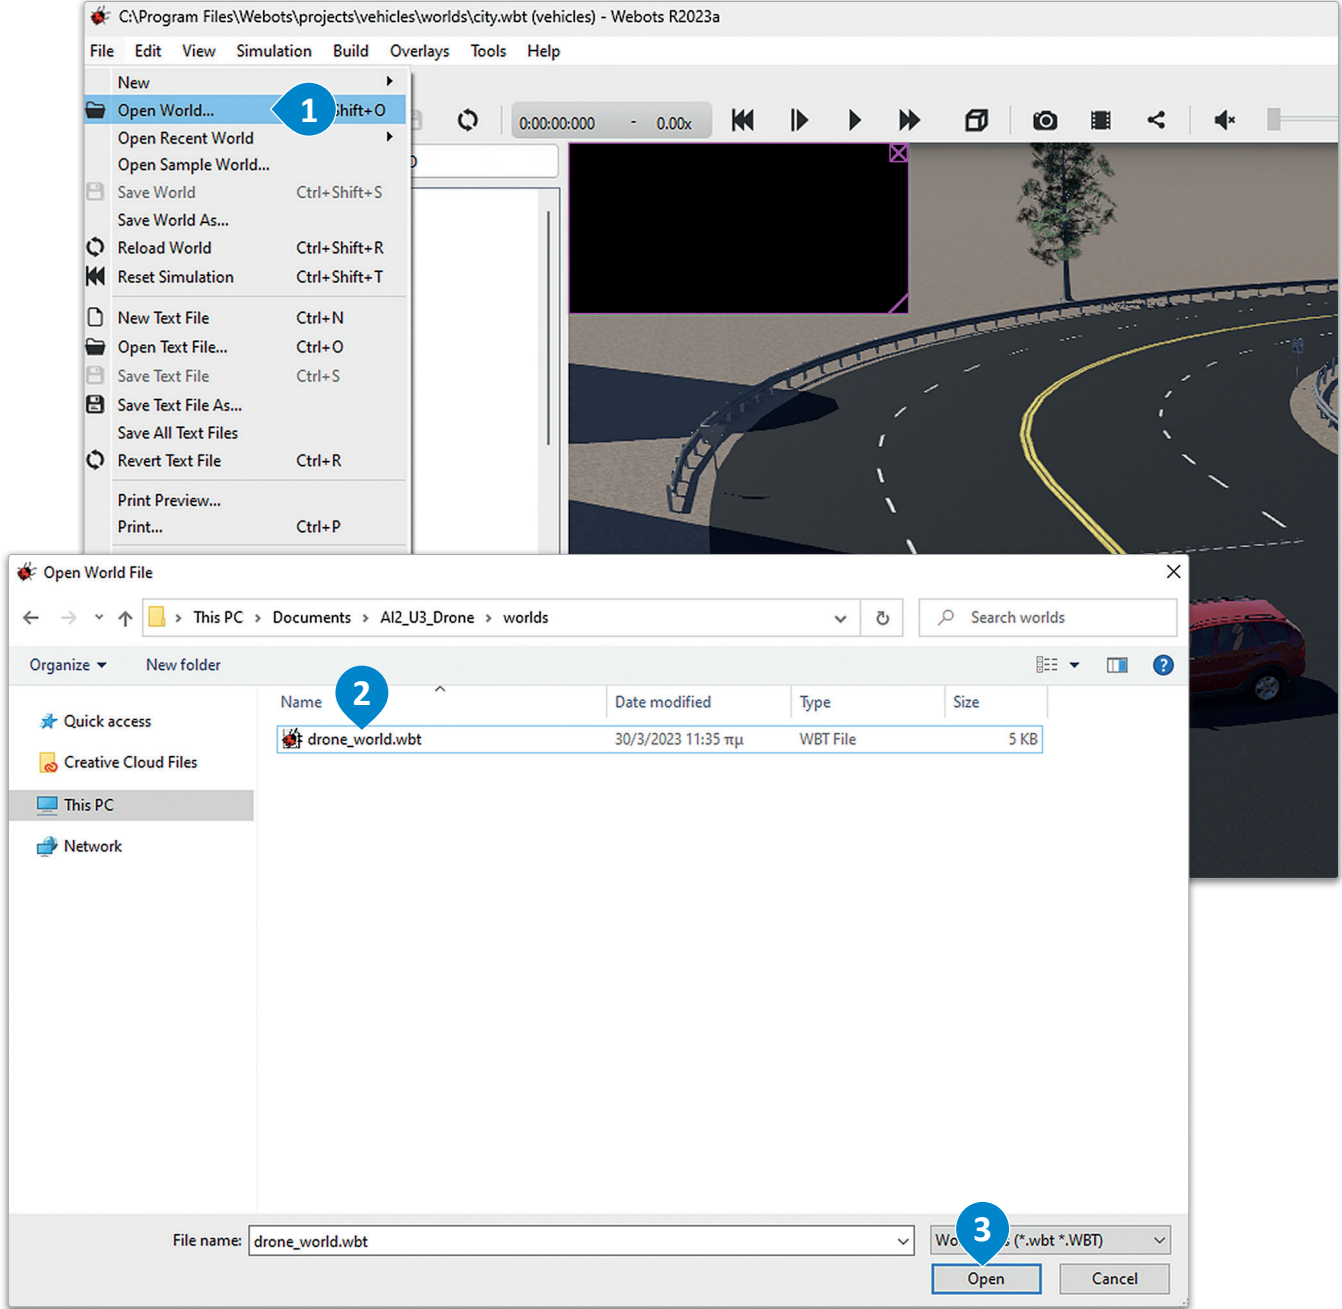 C:\Program Files\Webots\projects\vehicles\worlds\city.wbt (vehicles) - Webots R2023a
File Edit View Simulation Build Overlays Tools Help
New
Open World... 1 Shift+O
0:00:00:000 - 0.00x
Open Recent World
Open Sample World...
Save World Ctrl+Shift+S
Save World As...
Reload World Ctrl+Shift+R
Reset Simulation Ctrl+Shift+T
New Text File Ctrl+N
Open Text File... Ctrl+O
Save Text File Ctrl+S
Save Text File As...
Save All Text Files
Revert Text File Ctrl+R
Print Preview...
Print... Ctrl+P
Open World File
This PC > Documents > AI2_U3_Drone > worlds
Search worlds
Organize New folder
Name 2 Date modified Type Size
Quick access
drone_world.wbt 30/3/2023 11:35 πμ WBT File 5 KB
Creative Cloud Files
This PC
Network
File name: drone_world.wbt
3 (*.wbt *.WBT)
Open Cancel